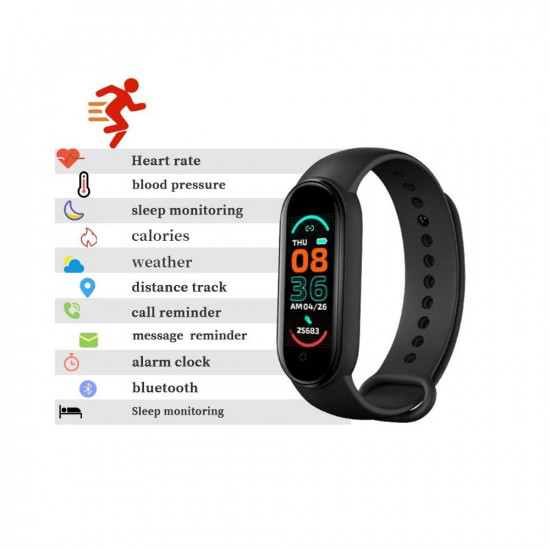 Heart rate
blood pressure
sleep monitoring
calories
weather
distance track
call reminder
message reminder
alarm clock
bluetooth
Sleep monitoring
THU
08
36
AM 04/26
25683